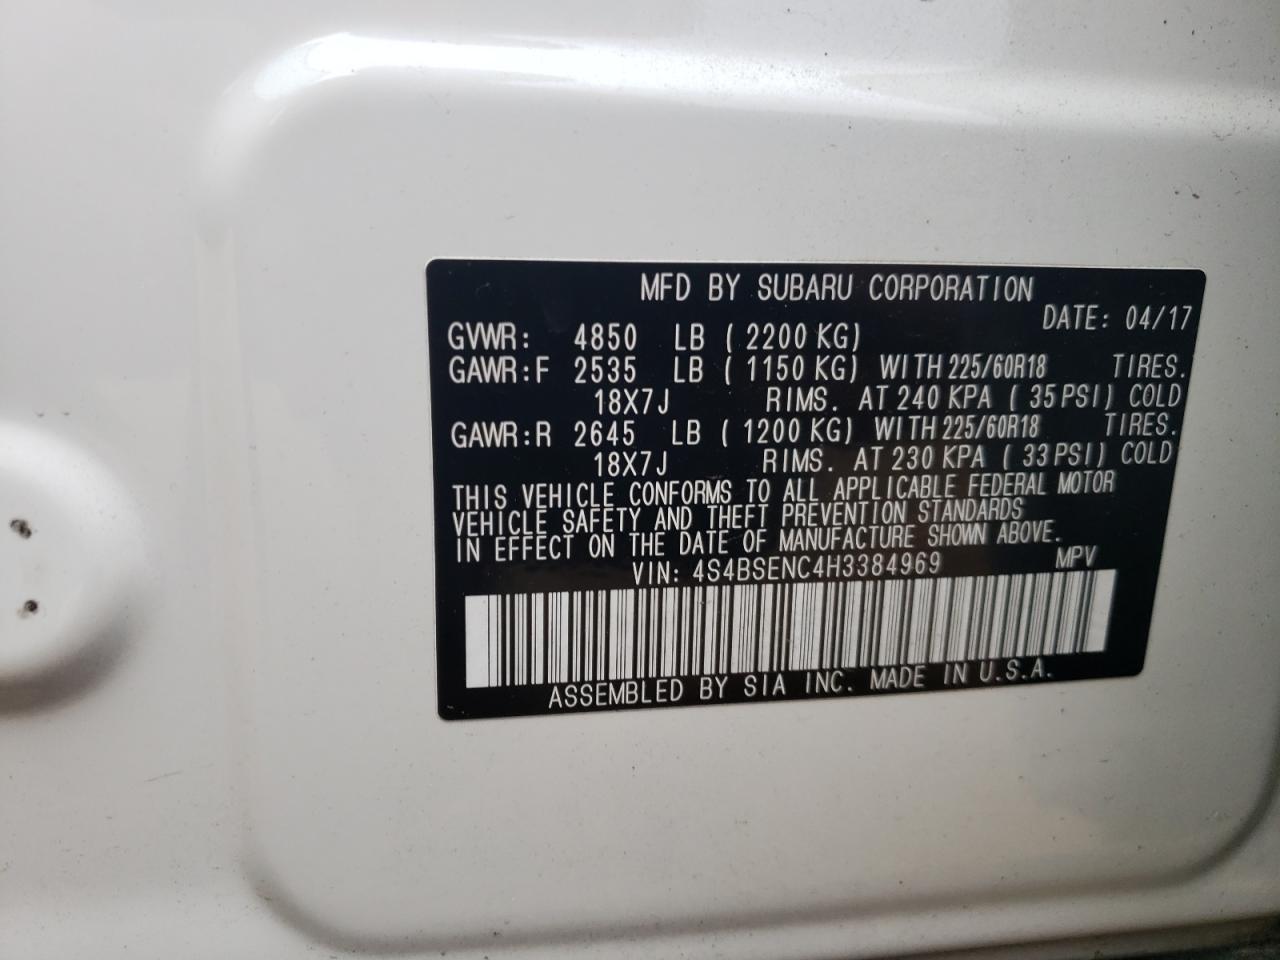 MFD BY SUBARU CORPORATION
DATE: 04/17
GVWR: 4850 LB ( 2200 KG)
GAWR:F 2535 LB ( 1150 KG) WITH 225/60R18 TIRES.
18X7J RIMS. AT 240 KPA ( 35 PSI) COLD
GAWR:R 2645 LB ( 1200 KG) WITH 225/60R18 TIRES.
18X7J RIMS. AT 230 KPA ( 33 PSI) COLD
THIS VEHICLE CONFORMS TO ALL APPLICABLE FEDERAL MOTOR
VEHICLE SAFETY AND THEFT PREVENTION STANDARDS
IN EFFECT ON THE DATE OF MANUFACTURE SHOWN ABOVE.
VIN: 4S4BSENC4H3384969 MPV
ASSEMBLED BY SIA INC. MADE IN U.S.A.